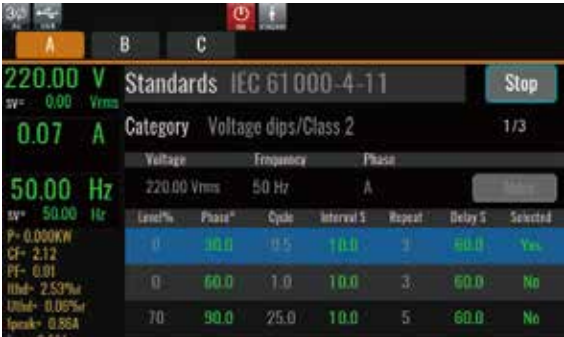 3Ø
A B C
220.00 V
SV= 0.00 Vrms
0.07 A
50.00 Hz
SV= 50.00 Hz
P= 0.000KW
CF= 2.12
PF= 0.01
Ithd= 2.53%r
Uthd= 0.06%r
Ipeak= 0.86A
Standards IEC 61000-4-11 Stop
Category Voltage dips/Class 2 1/3
Voltage Frequency Phase
220.00 Vrms 50 Hz A
Level% Phase° Cycle Interval S Repeat Delay S Selected
0 30.0 0.5 10.0 3 60.0 Yes
0 60.0 1.0 10.0 3 60.0 No
70 90.0 25.0 10.0 5 60.0 No